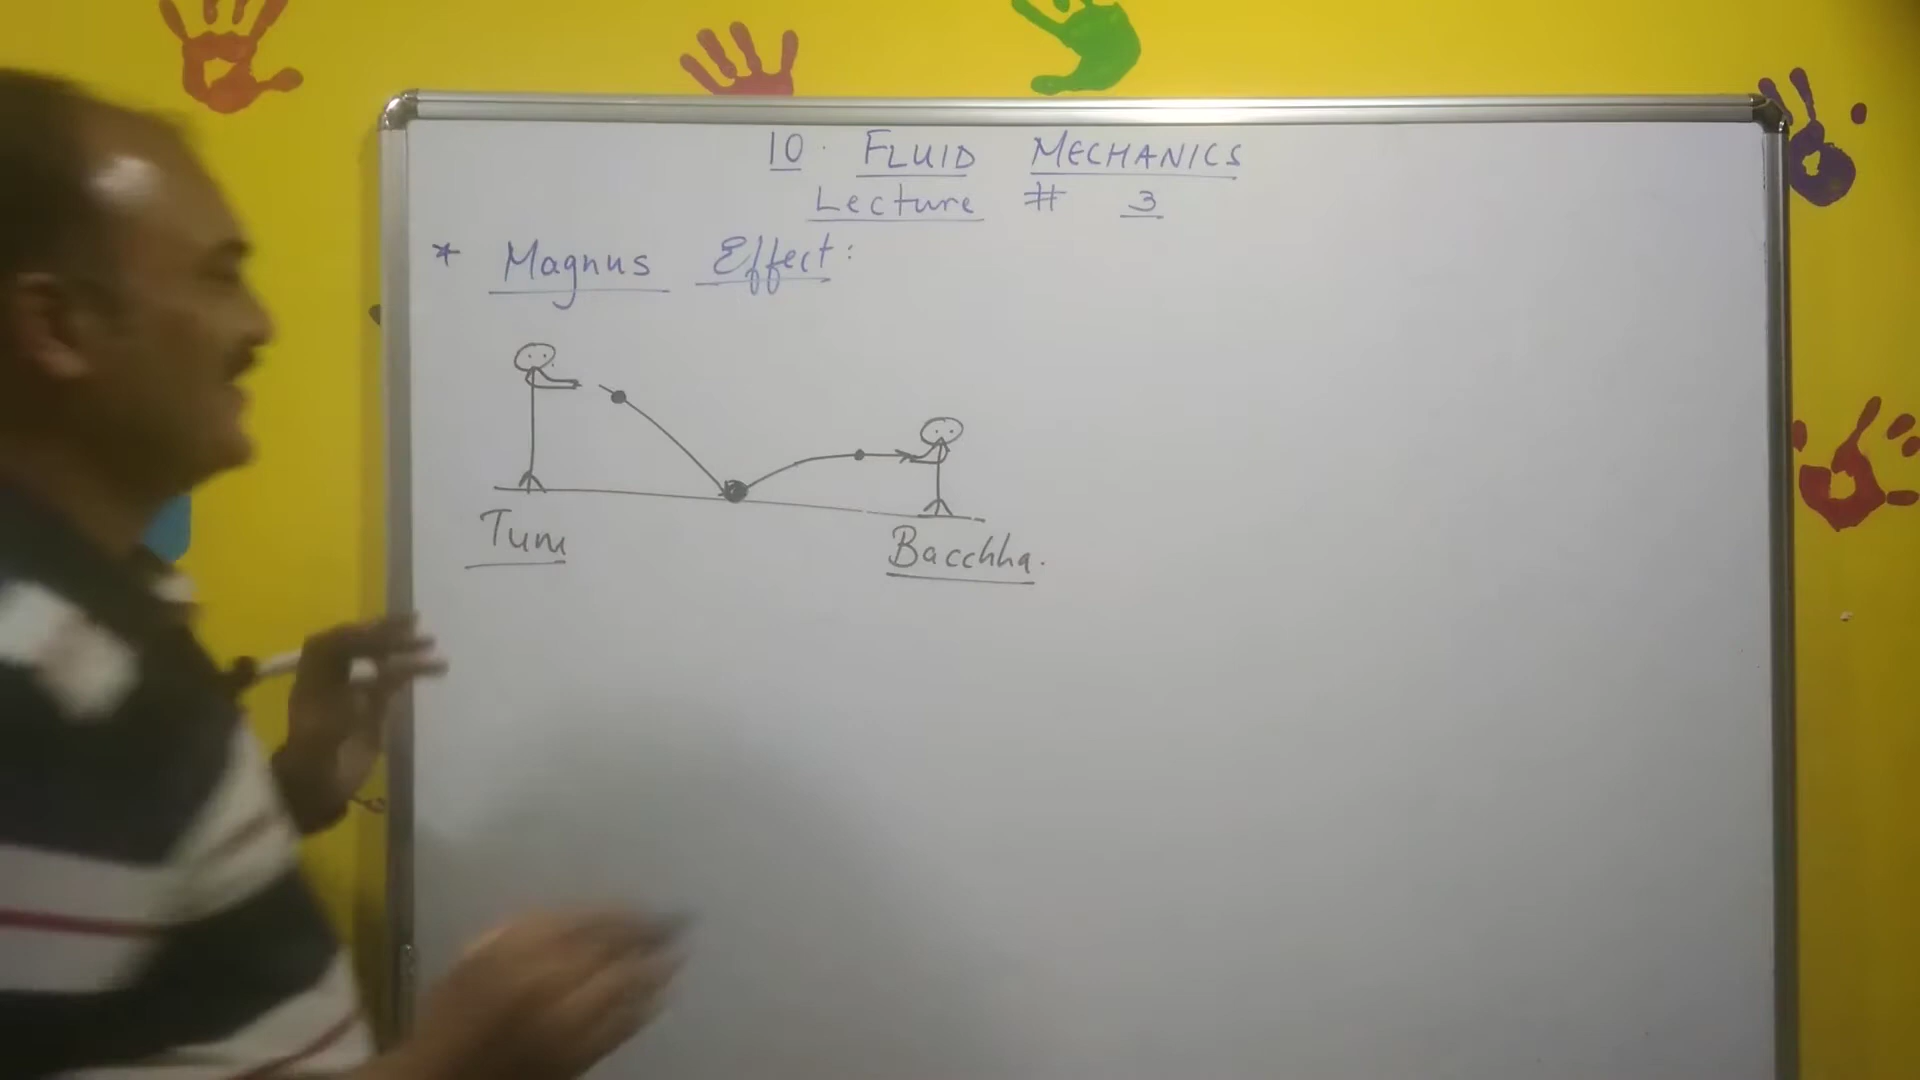 10. FLUID MECHANICS
Lecture # 3
* Magnus Effect:
Tum
Bacchha.